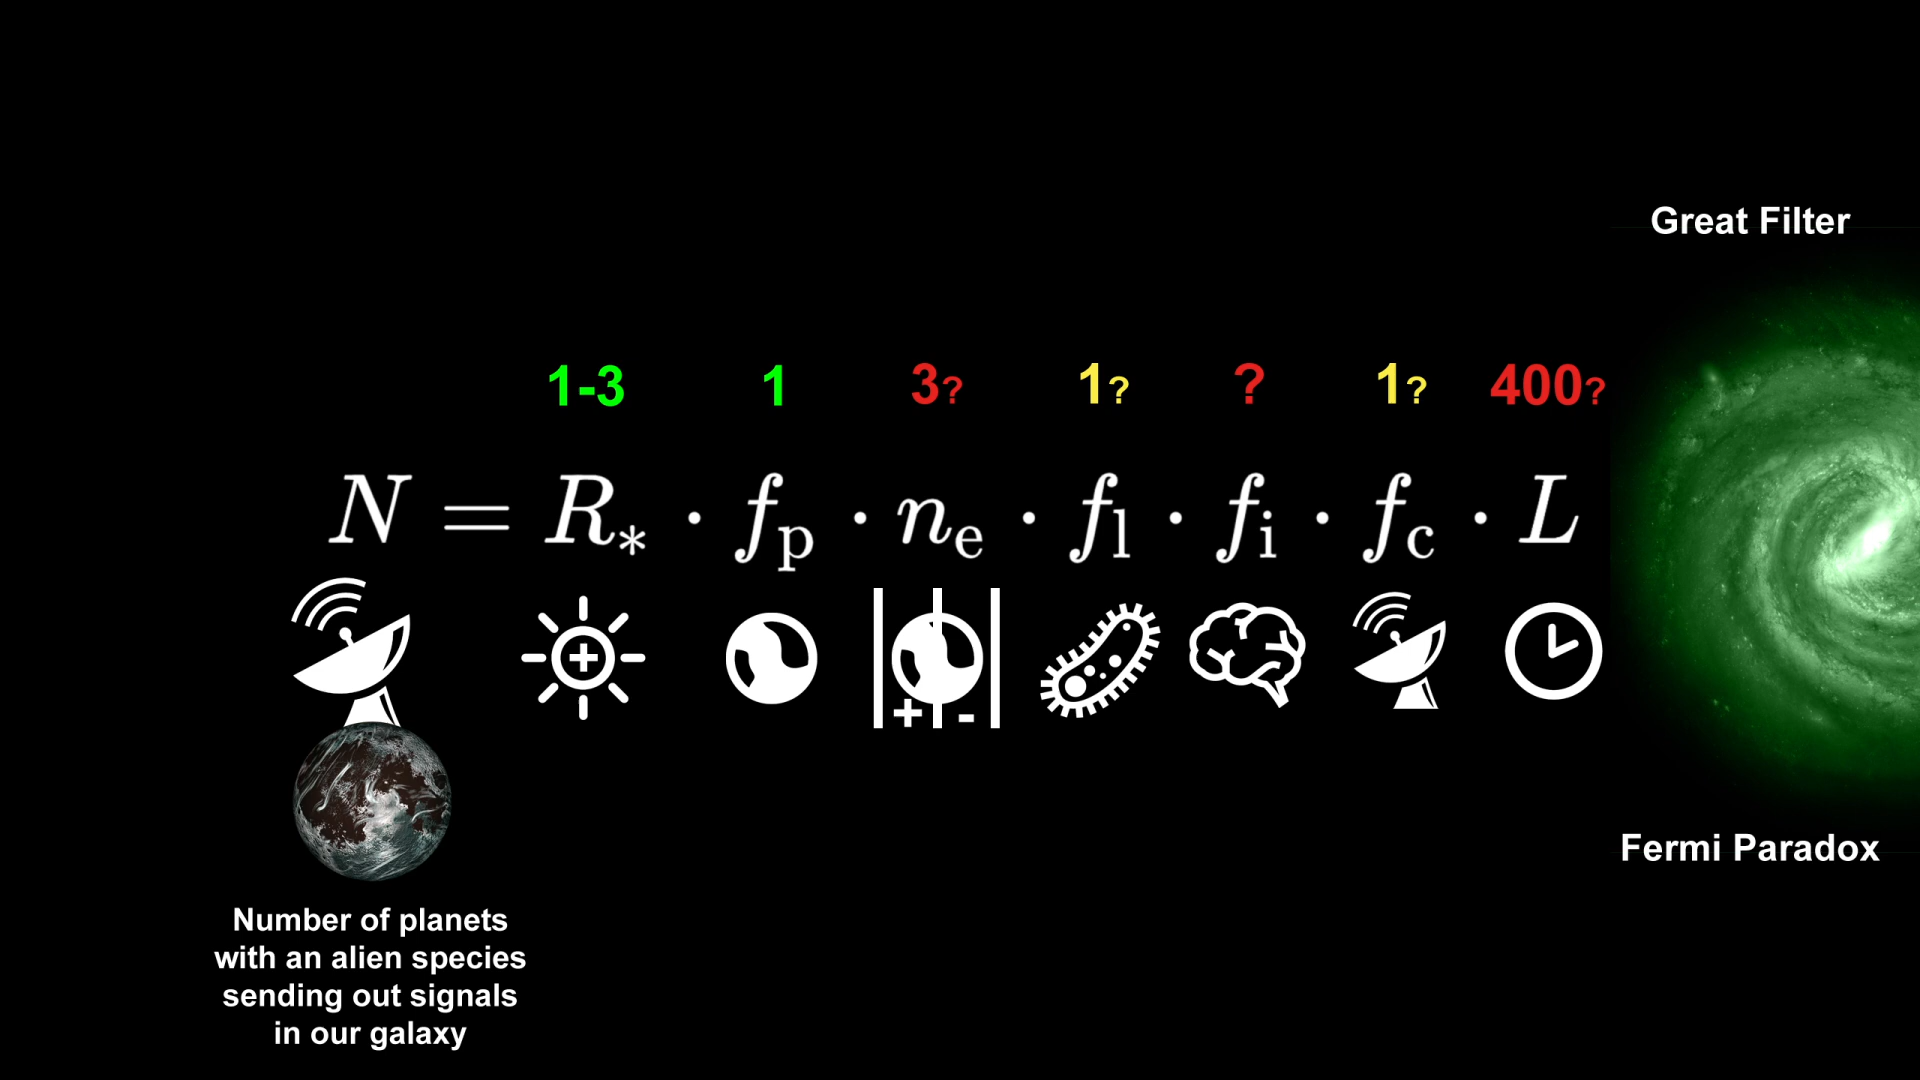 Great Filter
1-3 1 3? 1? ? 1? 400?
N = R* · fp · ne · fl · fi · fc · L
+
+ -
Fermi Paradox
Number of planets
with an alien species
sending out signals
in our galaxy